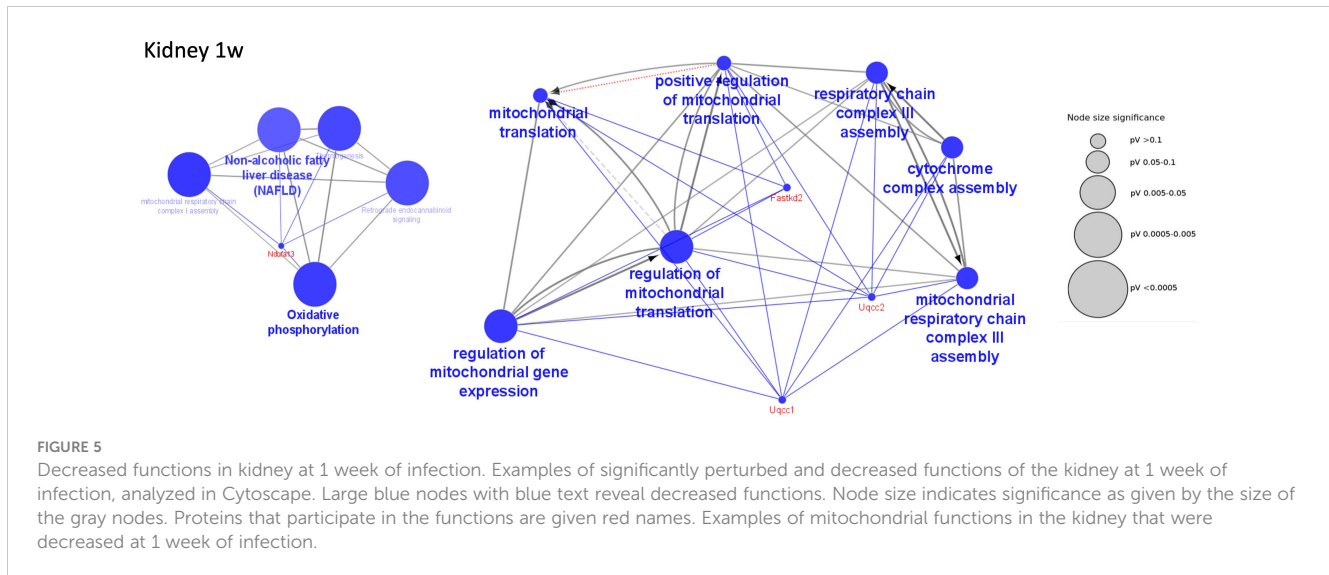 Kidney 1w
Non-alcoholic fatty
liver disease
(NAFLD)
mitochondrial respiratory chain
complex I assembly
Retrograde endocannabinoid
signaling
Oxidative
phosphorylation
mitochondrial
translation
positive regulation
of mitochondrial
translation
respiratory chain
complex III
assembly
cytochrome
complex assembly
Fastkd2
regulation of
mitochondrial
translation
Uqcc2
mitochondrial
respiratory chain
complex III
assembly
regulation of
mitochondrial gene
expression
Uqcc1
Node size significance
pV >0.1
pV 0.05-0.1
pV 0.005-0.05
pV 0.0005-0.005
pV <0.0005
FIGURE 5
Decreased functions in kidney at 1 week of infection. Examples of significantly perturbed and decreased functions of the kidney at 1 week of
infection, analyzed in Cytoscape. Large blue nodes with blue text reveal decreased functions. Node size indicates significance as given by the size of
the gray nodes. Proteins that participate in the functions are given red names. Examples of mitochondrial functions in the kidney that were
decreased at 1 week of infection.